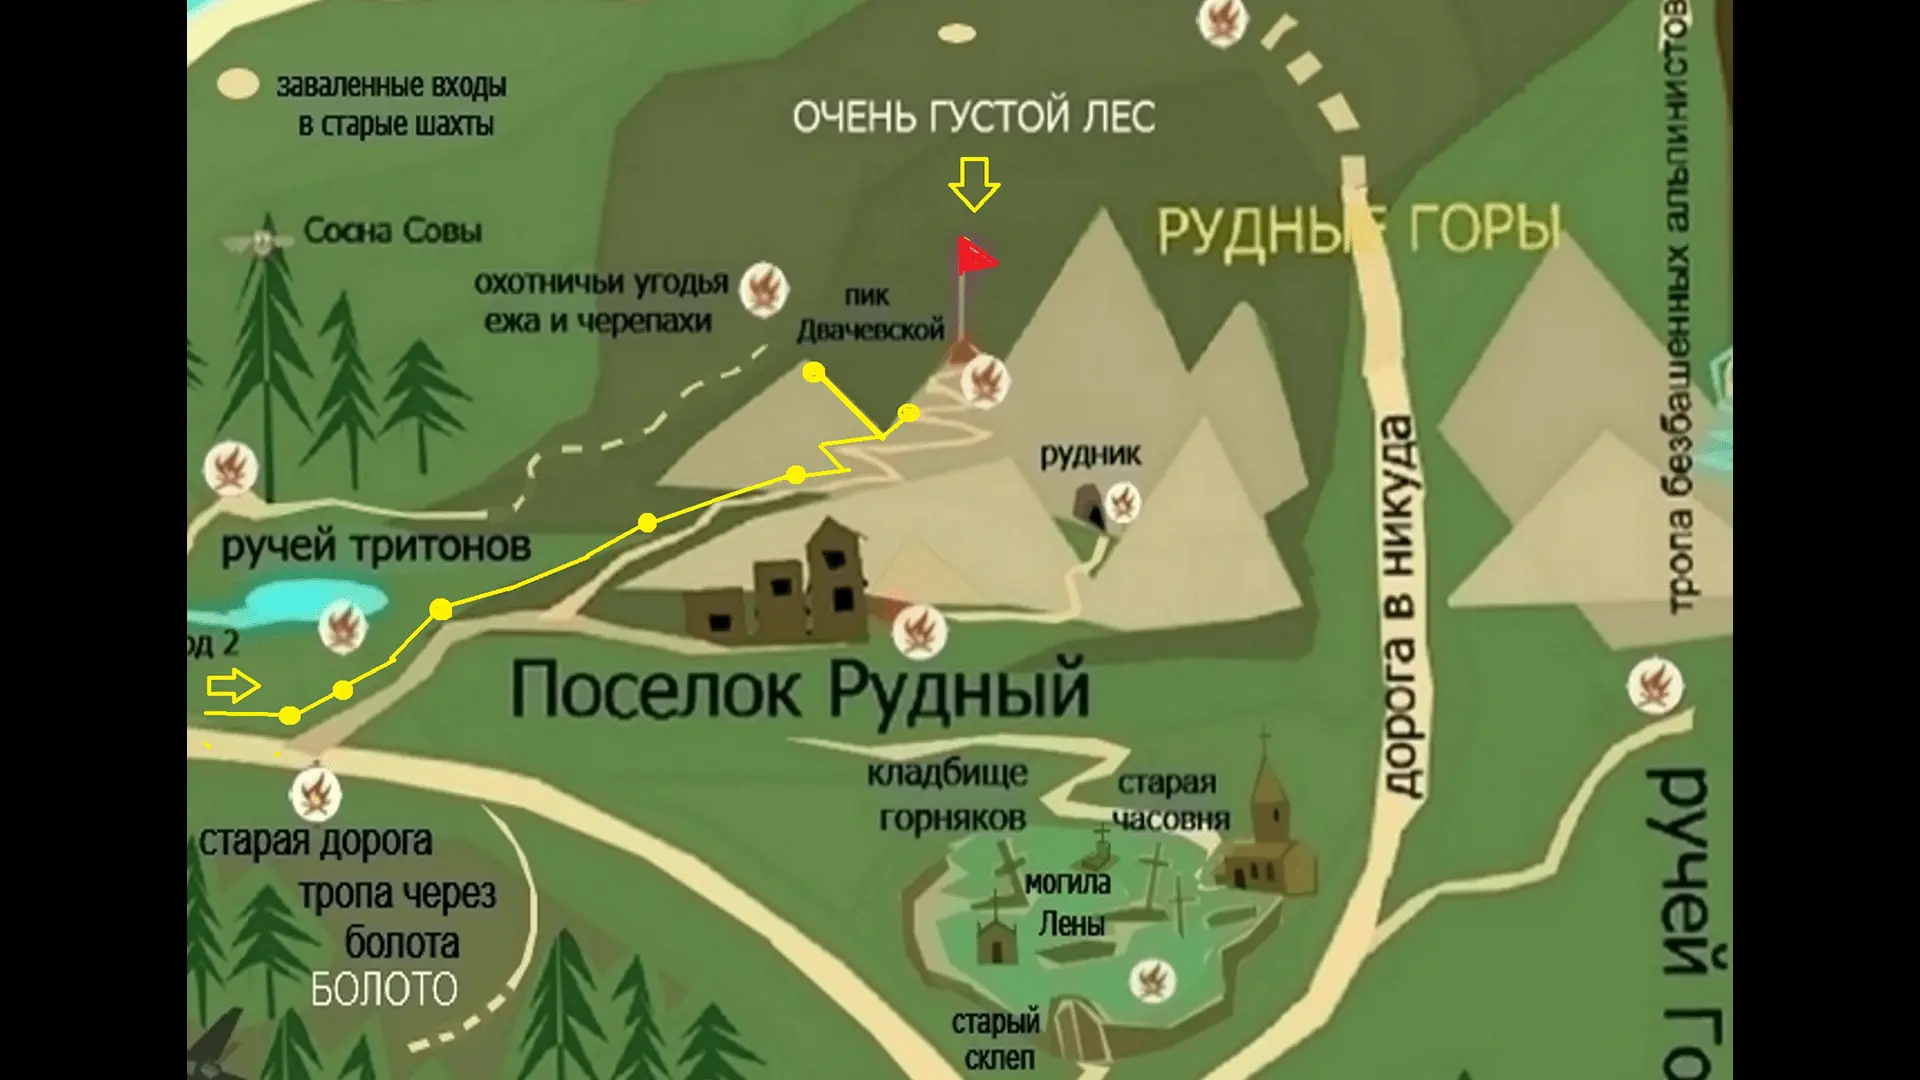 заваленные входы
в старые шахты
ОЧЕНЬ ГУСТОЙ ЛЕС
Сосна Совы
РУДНЫЕ ГОРЫ
охотничьи угодья
ежа и черепахи
пик
Двачевской
рудник
ручей тритонов
од 2
Поселок Рудный
дорога в никуда
тропа безбашенных альпинистов
кладбище
горняков
старая
часовня
старая дорога
тропа через
болота
БОЛОТО
могила
Лены
старый
склеп
ручей Го